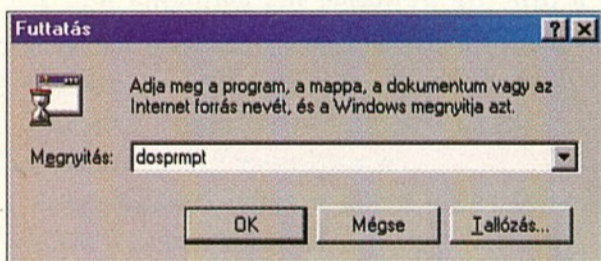 Futtatás
Adja meg a program, a mappa, a dokumentum vagy az
Internet forrás nevét, és a Windows megnyitja azt.
Megnyitás: dosprmpt
OK Mégse Tallózás...